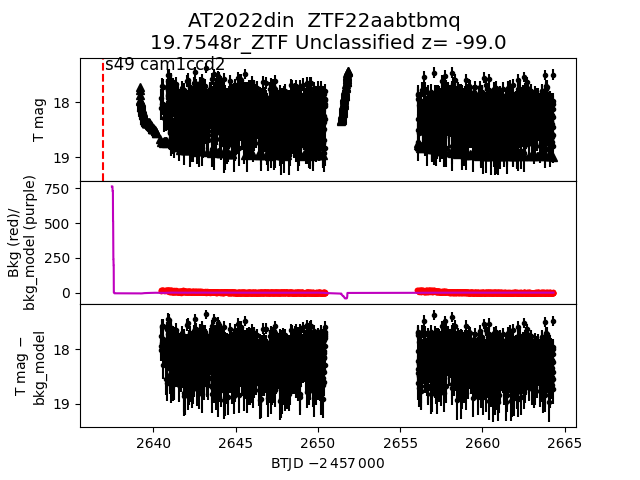 AT2022din  ZTF22aabtbmq
19.7548r_ZTF Unclassified z= -99.0
s49 cam1ccd2
T mag
18
19
Bkg (red)/
bkg_model (purple)
750
500
250
0
T mag −
bkg_model
18
19
2640 2645 2650 2655 2660 2665
BTJD −2 457 000